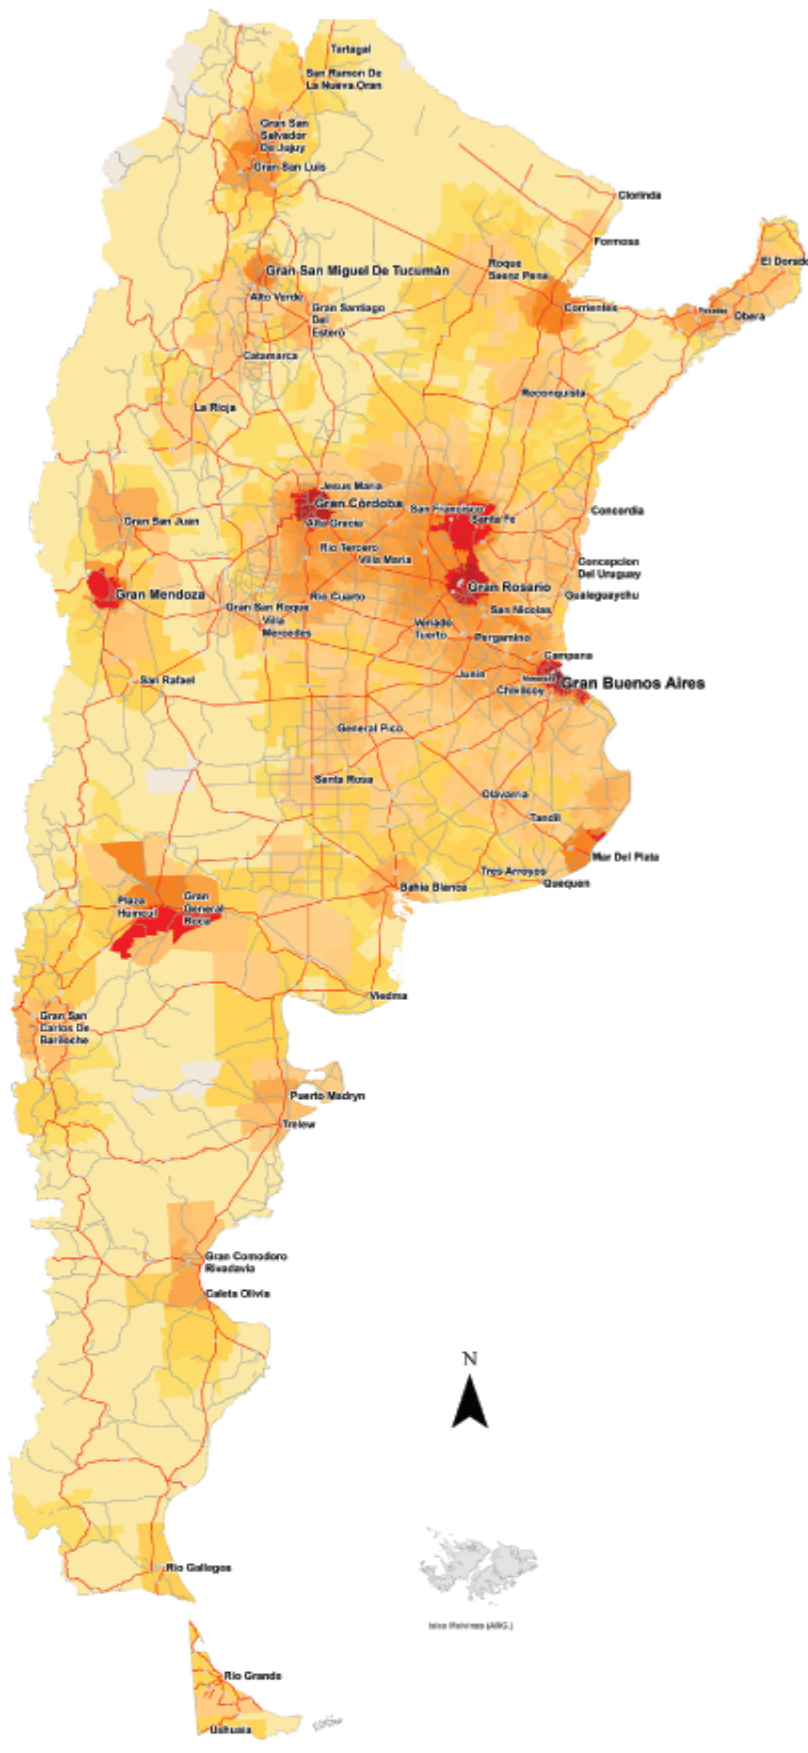 Tartagal
San Ramon De
La Nueva Oran
Gran San
Salvador
De Jujuy
Gran San Luis
Clorinda
Formosa
El Dorado
Gran San Miguel De Tucumán
Roque
Saenz Pena
Alto Verde
Gran Santiago
Del
Estero
Corrientes
Posadas
Obera
Catamarca
Reconquista
La Rioja
Jesus Maria
Gran Córdoba
San Francisco
Santa Fe
Concordia
Gran San Juan
Alta Gracia
Rio Tercero
Villa Maria
Concepcion
Del Uruguay
Gran Mendoza
Gran Rosario
Gualeguaychu
Rio Cuarto
Gran San Roque
Villa
Mercedes
San Nicolas
Venado
Tuerto
Pergamino
Campana
San Rafael
Junin
Gran Buenos Aires
Chivilcoy
General Pico
Santa Rosa
Olavarria
Tandil
Mar Del Plata
Tres Arroyos
Quequen
Bahia Blanca
Plaza
Huincul
Gran
General
Roca
Viedma
Gran San
Carlos De
Bariloche
Puerto Madryn
Trelew
Gran Comodoro
Rivadavia
Caleta Olivia
N
Rio Gallegos
Islas Malvinas (ARG.)
Rio Grande
Ushuaia